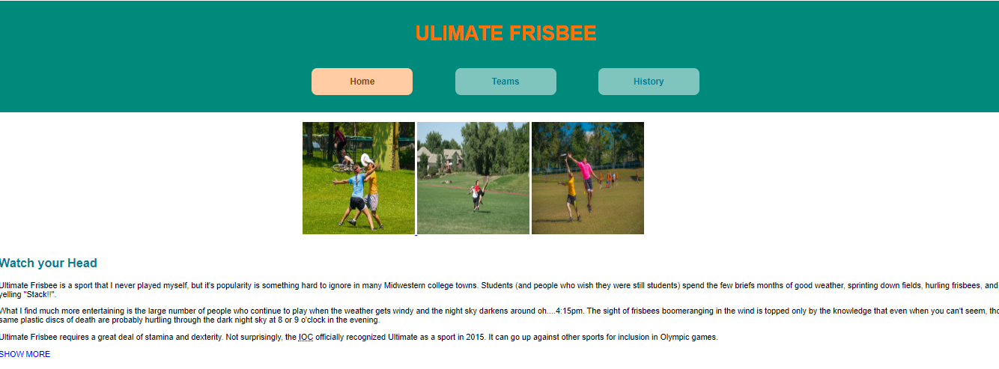 ULIMATE FRISBEE
Home
Teams
History
Watch your Head
Ultimate Frisbee is a sport that I never played myself, but it's popularity is something hard to ignore in many Midwestern college towns. Students (and people who wish they were still students) spend the few briefs months of good weather, sprinting down fields, hurling frisbees, and
yelling "Stack!!".
What I find much more entertaining is the large number of people who continue to play when the weather gets windy and the night sky darkens around oh....4:15pm. The sight of frisbees boomeranging in the wind is topped only by the knowledge that even when you can't seem,
same plastic discs of death are probably hurtling through the dark night sky at 8 or 9 o'clock in the evening.
Ultimate Frisbee requires a great deal of stamina and dexterity. Not surprisingly, the IOC officially recognized Ultimate as a sport in 2015. It can go up against other sports for inclusion in Olympic games.
SHOW MORE